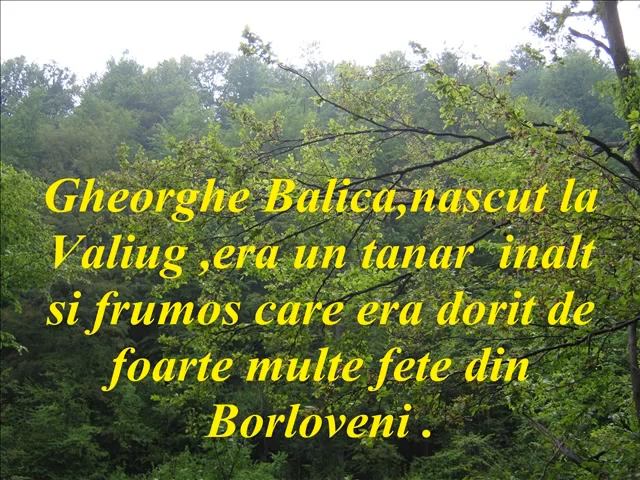 Gheorghe Balica,nascut la
Valiug ,era un tanar  inalt
si frumos care era dorit de
foarte multe fete din
Borloveni .